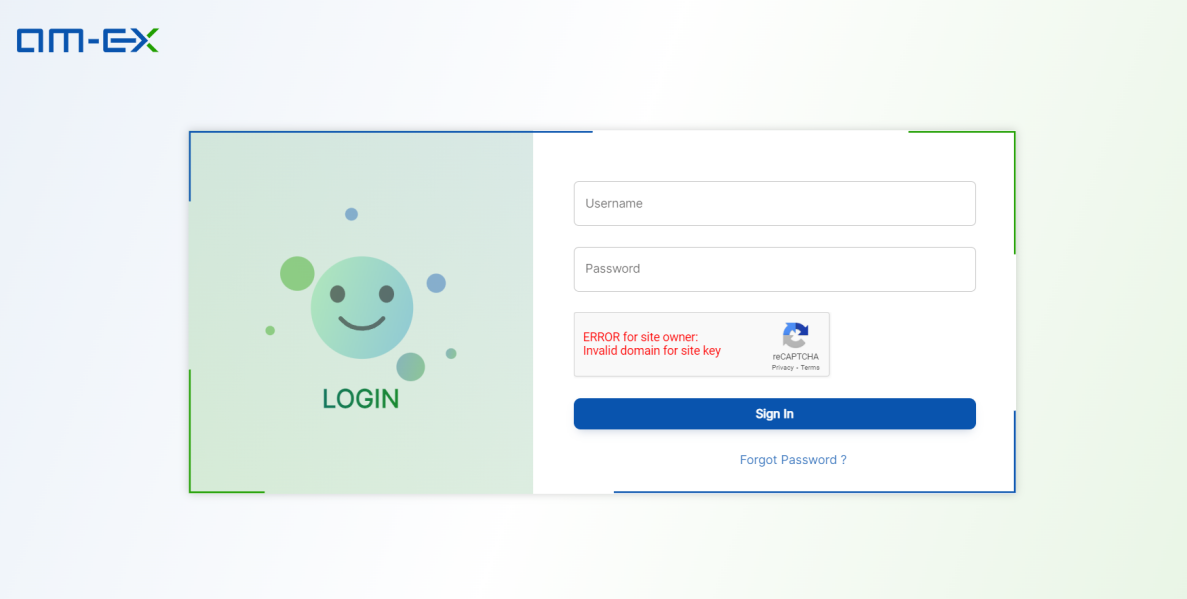 am-ex
LOGIN
Username
Password
ERROR for site owner:
Invalid domain for site key
reCAPTCHA
Privacy - Terms
Sign In
Forgot Password ?